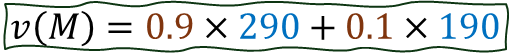 v(M) = 0.9 × 290 + 0.1 × 190